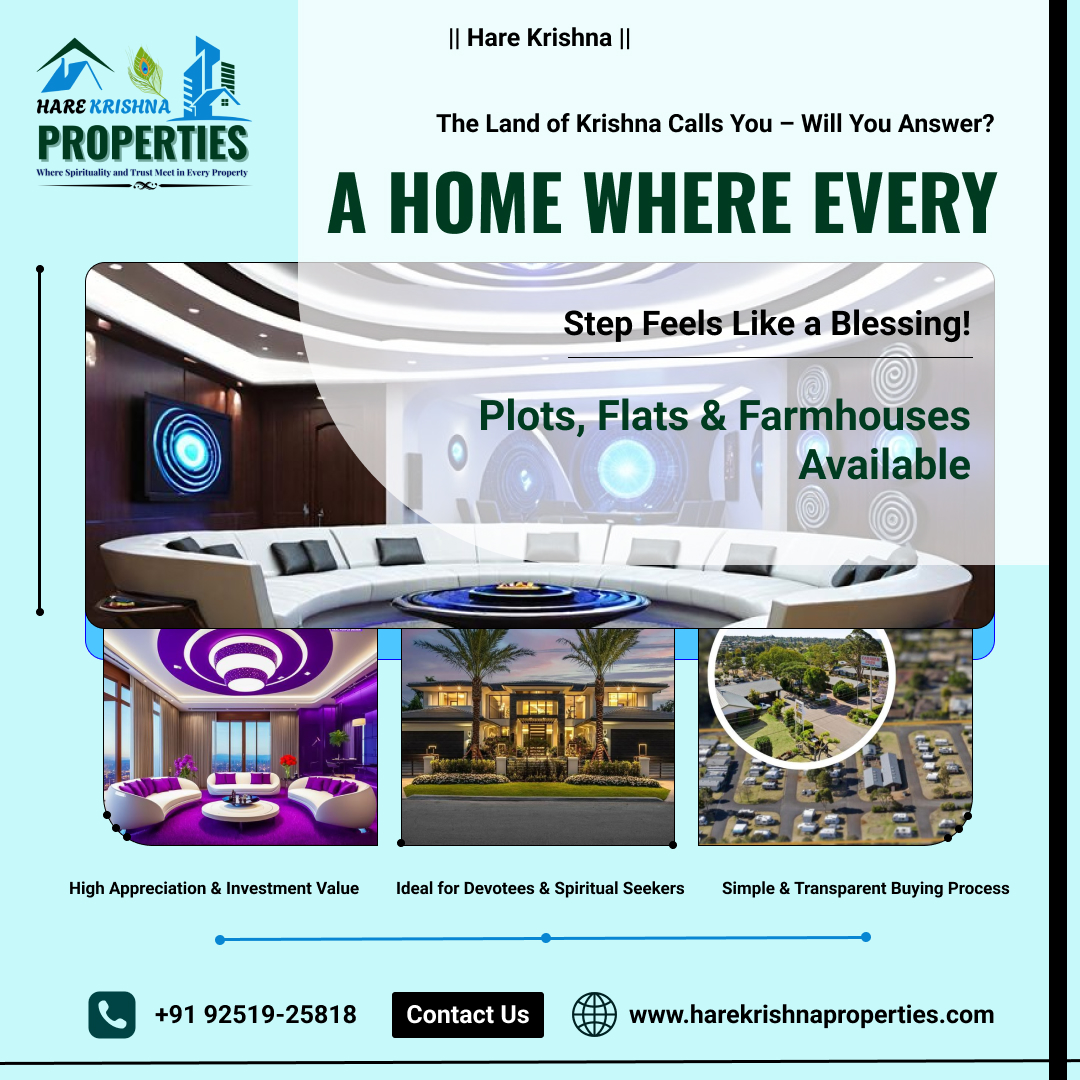 || Hare Krishna ||
HARE KRISHNA
PROPERTIES
Where Spirituality and Trust Meet in Every Property
The Land of Krishna Calls You – Will You Answer?
A HOME WHERE EVERY
Step Feels Like a Blessing!
Plots, Flats & Farmhouses
Available
High Appreciation & Investment Value
Ideal for Devotees & Spiritual Seekers
Simple & Transparent Buying Process
+91 92519-25818
Contact Us
www.harekrishnaproperties.com